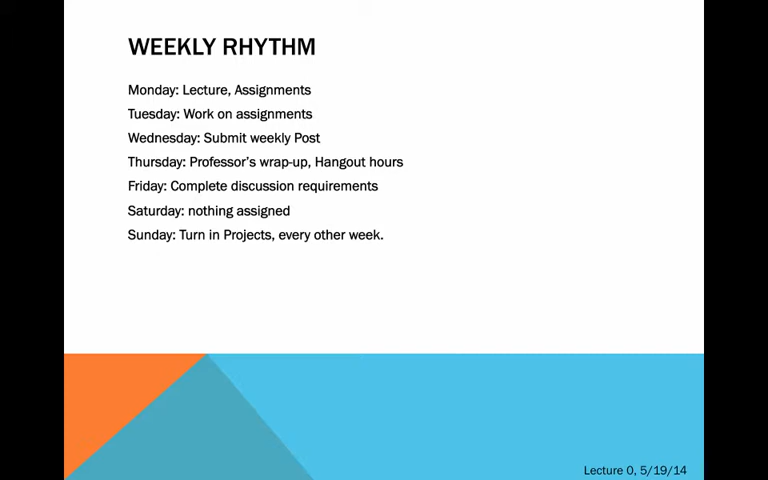 WEEKLY RHYTHM
Monday: Lecture, Assignments
Tuesday: Work on assignments
Wednesday: Submit weekly Post
Thursday: Professor's wrap-up, Hangout hours
Friday: Complete discussion requirements
Saturday: nothing assigned
Sunday: Turn in Projects, every other week.
Lecture 0, 5/19/14